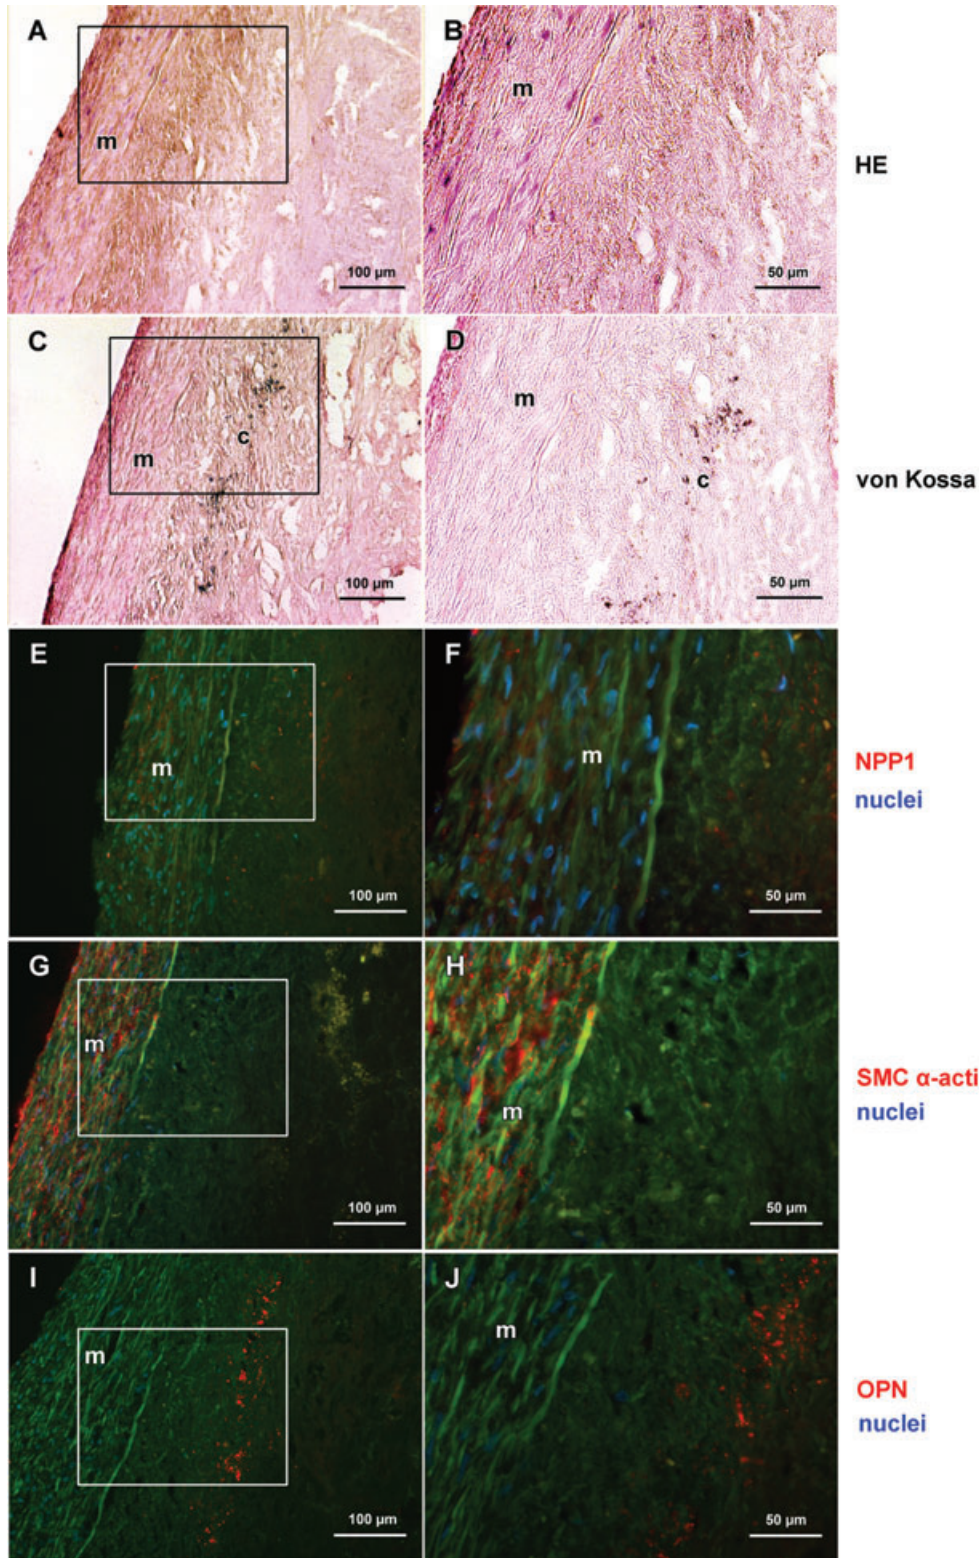 A
B
m
m
100 µm
50 µm
HE
C
D
c
m
m
c
100 µm
50 µm
von Kossa
E
F
m
m
100 µm
50 µm
NPP1
nuclei
G
H
m
m
100 µm
50 µm
SMC α-acti
nuclei
I
J
m
m
100 µm
50 µm
OPN
nuclei